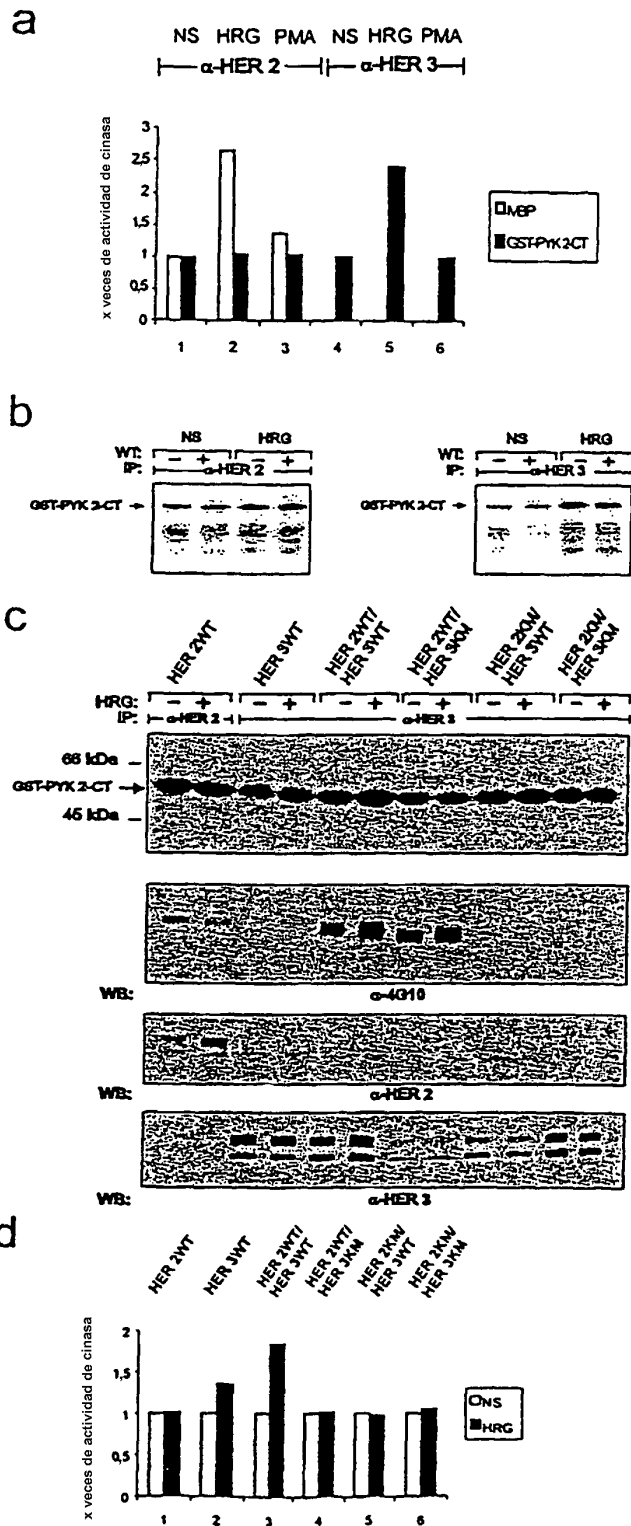 a
NS HRG PMA NS HRG PMA
α-HER 2 α-HER 3
x veces de actividad de cinasa
3
2,5
2
1,5
1
0,5
0
1 2 3 4 5 6
MBP
GST-PYK 2-CT
b
NS HRG NS HRG
WT: − + − + WT: − + − +
IP: α-HER 2 IP: α-HER 3
GST-PYK 2-CT GST-PYK 2-CT
c
HER 2WT HER 3WT HER 2WT/ HER 3WT HER 2WT/ HER 3KM HER 2KM/ HER 3WT HER 2KM/ HER 3KM
HRG: − + − + − + − + − + − +
IP: α-HER 2 α-HER 3
66 kDa
GST-PYK 2-CT
45 kDa
WB: α-4G10
WB: α-HER 2
WB: α-HER 3
d
HER 2WT HER 3WT HER 2WT/ HER 3WT HER 2WT/ HER 3KM HER 2KM/ HER 3WT HER 2KM/ HER 3KM
x veces de actividad de cinasa
2
1,5
1
0,5
0
1 2 3 4 5 6
NS
HRG